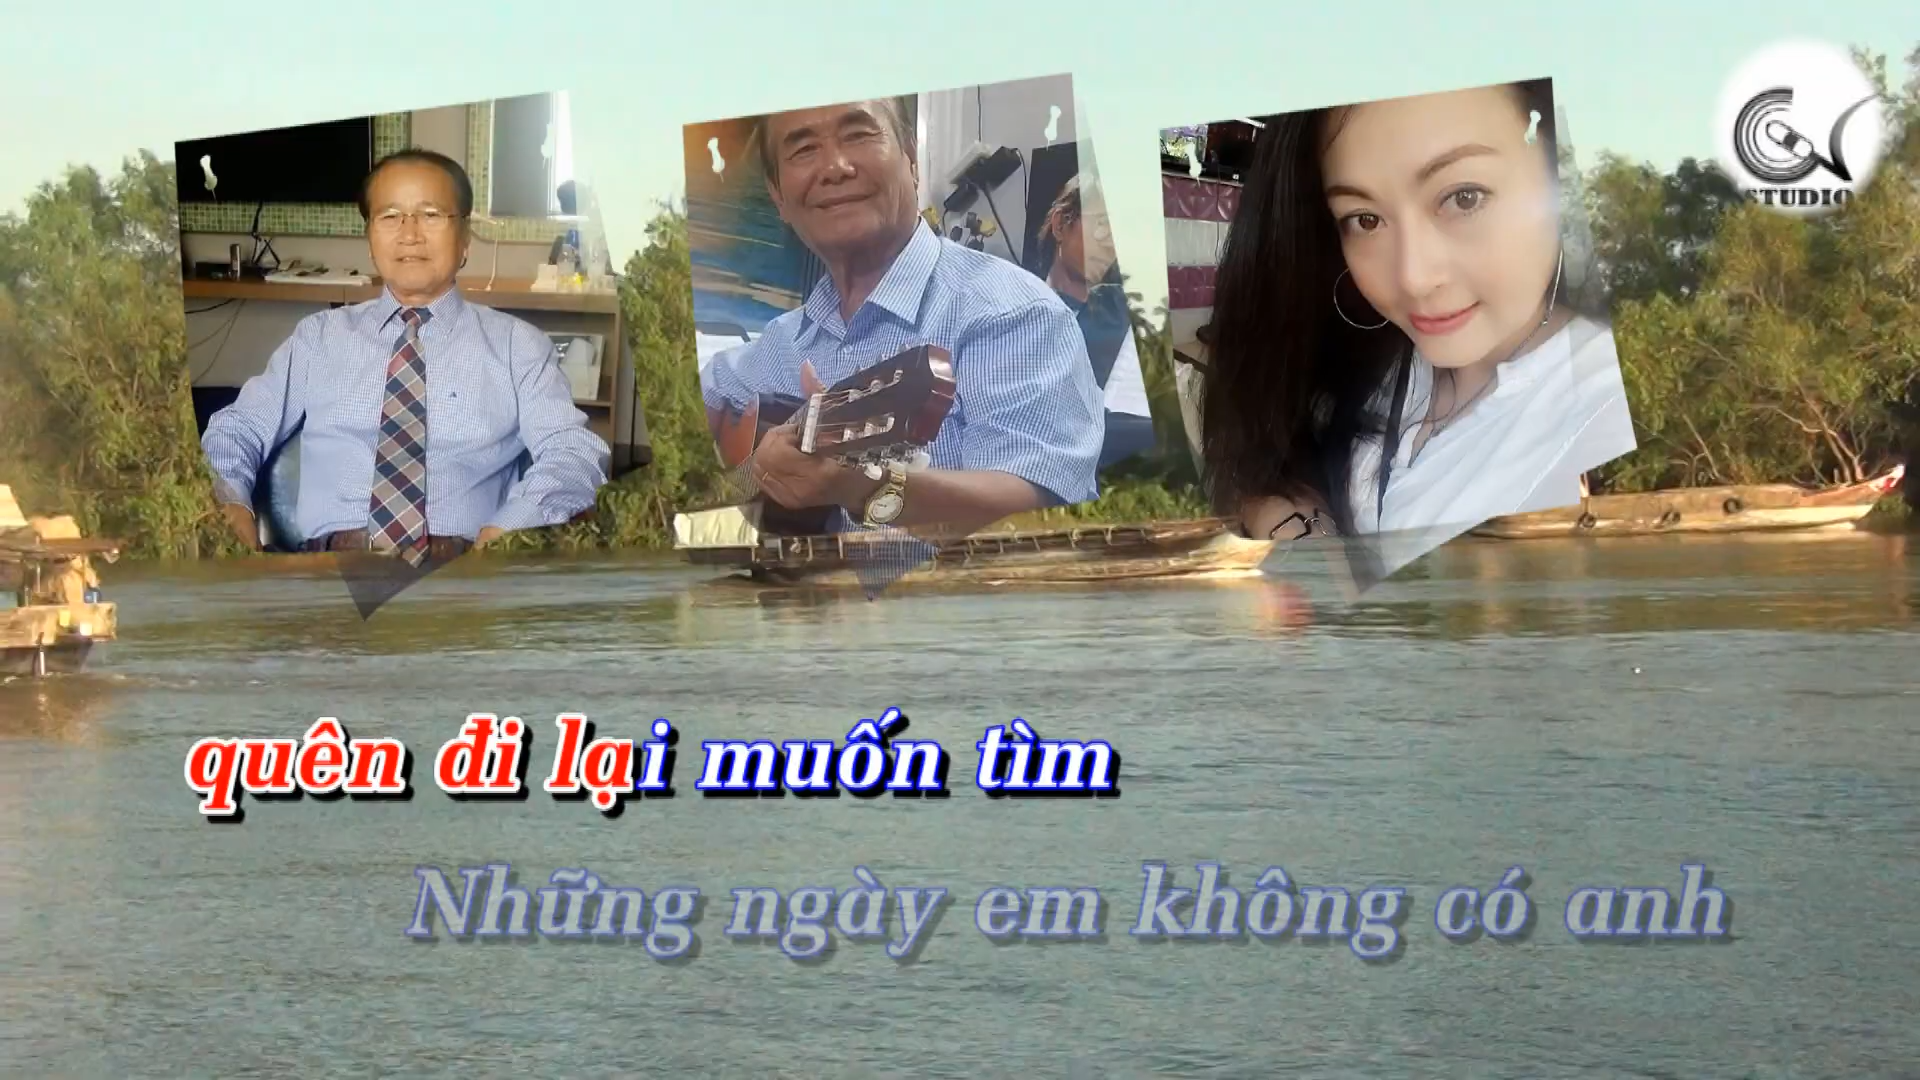 STUDIO
quên đi lại muốn tìm
Những ngày em không có anh